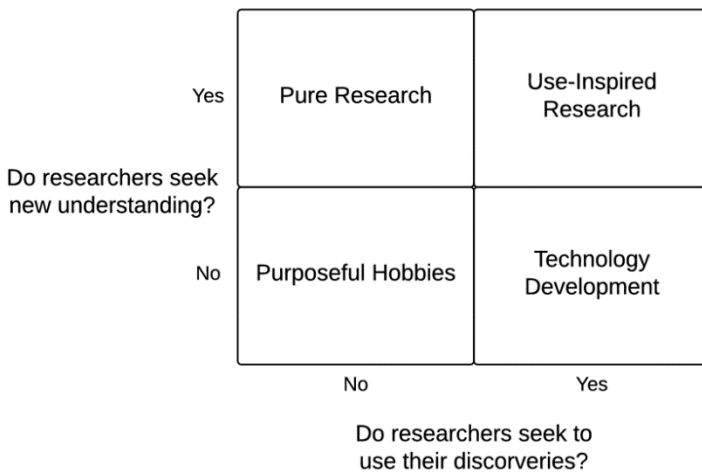 Yes
Pure Research
Use-Inspired
Research
Do researchers seek
new understanding?
No
Purposeful Hobbies
Technology
Development
No
Yes
Do researchers seek to
use their discorveries?